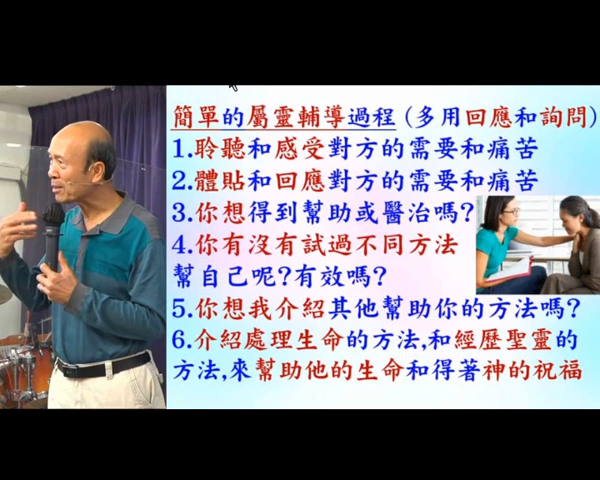 簡單的屬靈輔導過程 (多用回應和詢問)
1.聆聽和感受對方的需要和痛苦
2.體貼和回應對方的需要和痛苦
3.你想得到幫助或醫治嗎?
4.你有沒有試過不同方法
幫自己呢?有效嗎?
5.你想我介紹其他幫助你的方法嗎?
6.介紹處理生命的方法,和經歷聖靈的
方法,來幫助他的生命和得著神的祝福